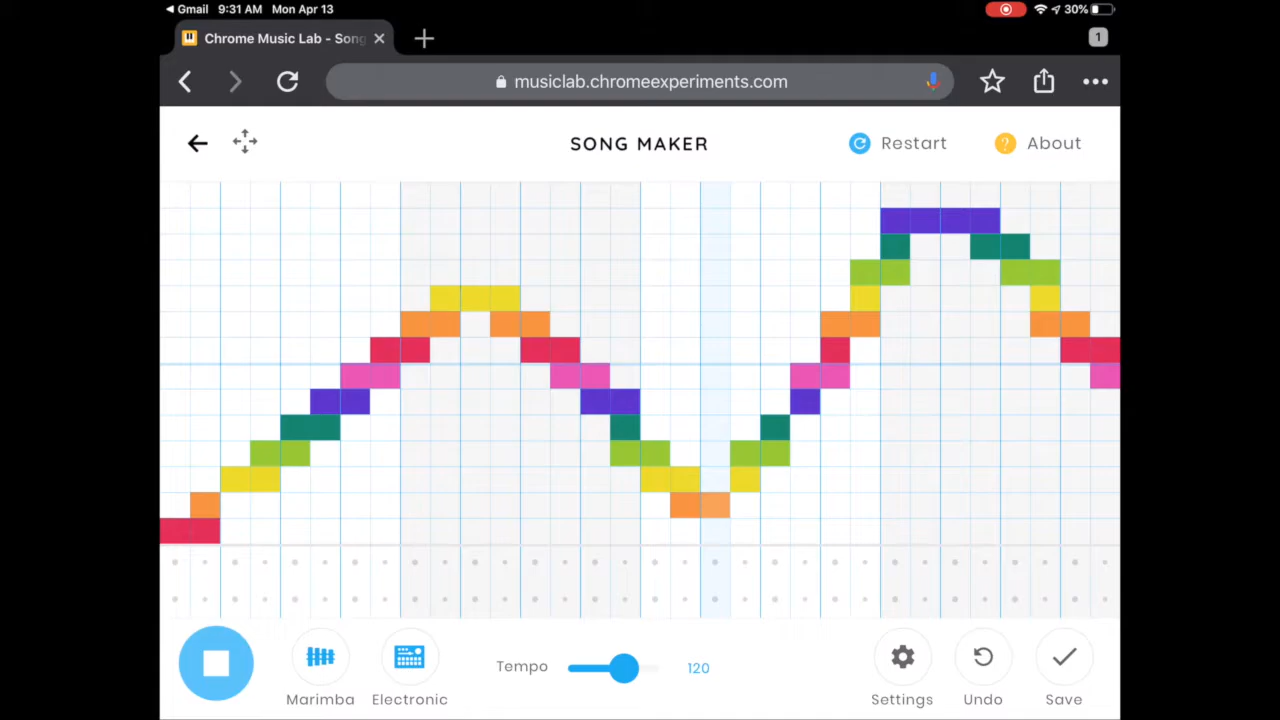 Gmail 9:31 AM Mon Apr 13 30%
Chrome Music Lab - Song 1
musiclab.chromeexperiments.com
SONG MAKER Restart ? About
Tempo 120
Marimba Electronic Settings Undo Save